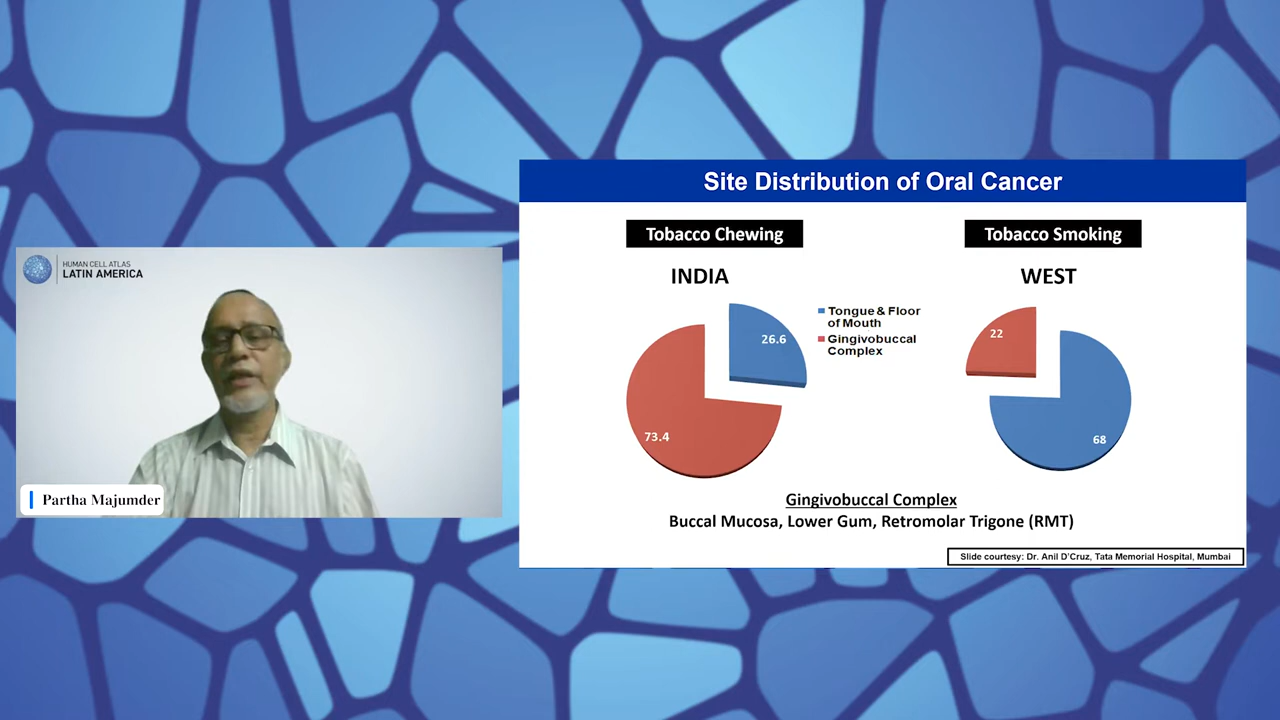 HUMAN CELL ATLAS
LATIN AMERICA
Partha Majumder
Site Distribution of Oral Cancer
Tobacco Chewing
INDIA
26.6
73.4
Tongue & Floor
of Mouth
Gingivobuccal
Complex
Tobacco Smoking
WEST
22
68
Gingivobuccal Complex
Buccal Mucosa, Lower Gum, Retromolar Trigone (RMT)
Slide courtesy: Dr. Anil D'Cruz, Tata Memorial Hospital, Mumbai